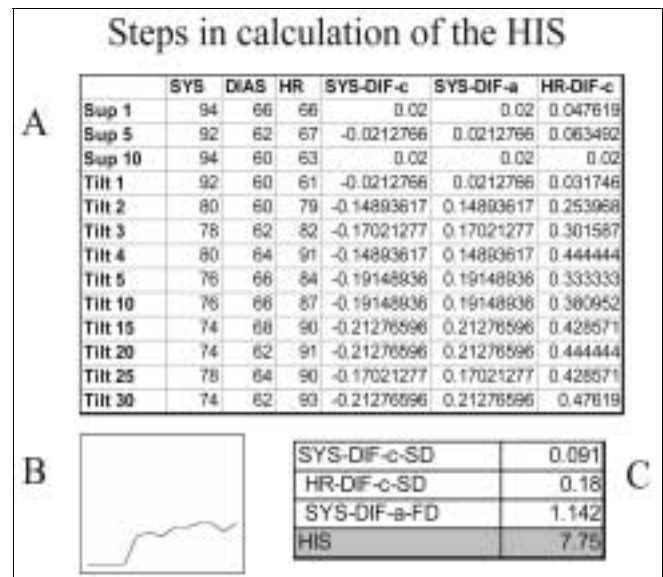 Steps in calculation of the HIS
A
SYS DIAS HR SYS-DIF-c SYS-DIF-a HR-DIF-c
Sup 1 94 66 66 0.02 0.02 0.047619
Sup 5 92 62 67 -0.0212766 0.0212766 0.063492
Sup 10 94 60 63 0.02 0.02 0.02
Tilt 1 92 60 61 -0.0212766 0.0212766 0.031746
Tilt 2 80 60 79 -0.14893617 0.14893617 0.253968
Tilt 3 78 62 82 -0.17021277 0.17021277 0.301587
Tilt 4 80 64 91 -0.14893617 0.14893617 0.444444
Tilt 5 76 66 84 -0.19148936 0.19148936 0.333333
Tilt 10 76 66 87 -0.19148936 0.19148936 0.380952
Tilt 15 74 68 90 -0.21276596 0.21276596 0.428571
Tilt 20 74 62 91 -0.21276596 0.21276596 0.444444
Tilt 25 78 64 90 -0.17021277 0.17021277 0.428571
Tilt 30 74 62 93 -0.21276596 0.21276596 0.47619
B
SYS-DIF-c-SD 0.091
HR-DIF-c-SD 0.18
SYS-DIF-a-FD 1.142
HIS 7.75
C